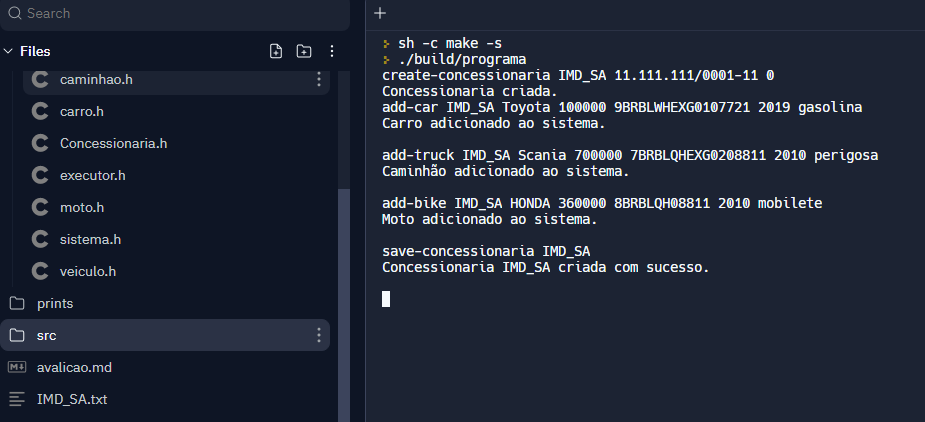 Search
Files
caminhao.h
carro.h
Concessionaria.h
executor.h
moto.h
sistema.h
veiculo.h
prints
src
avalicao.md
IMD_SA.txt
sh -c make -s
./build/programa
create-concessionaria IMD_SA 11.111.111/0001-11 0
Concessionaria criada.
add-car IMD_SA Toyota 100000 9BRBLWHEXG0107721 2019 gasolina
Carro adicionado ao sistema.
add-truck IMD_SA Scania 700000 7BRBLQHEXG0208811 2010 perigosa
Caminhão adicionado ao sistema.
add-bike IMD_SA HONDA 360000 8BRBLQH08811 2010 mobilete
Moto adicionado ao sistema.
save-concessionaria IMD_SA
Concessionaria IMD_SA criada com sucesso.